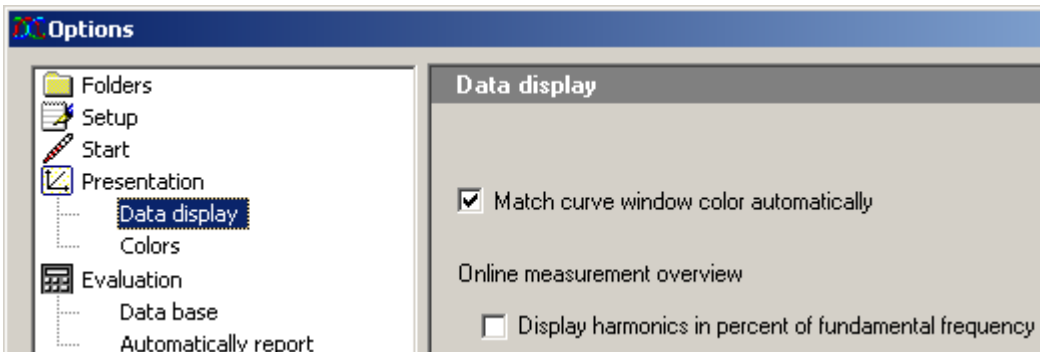 Options
Folders
Setup
Start
Presentation
Data display
Colors
Evaluation
Data base
Automatically report
Data display
Match curve window color automatically
Online measurement overview
Display harmonics in percent of fundamental frequency